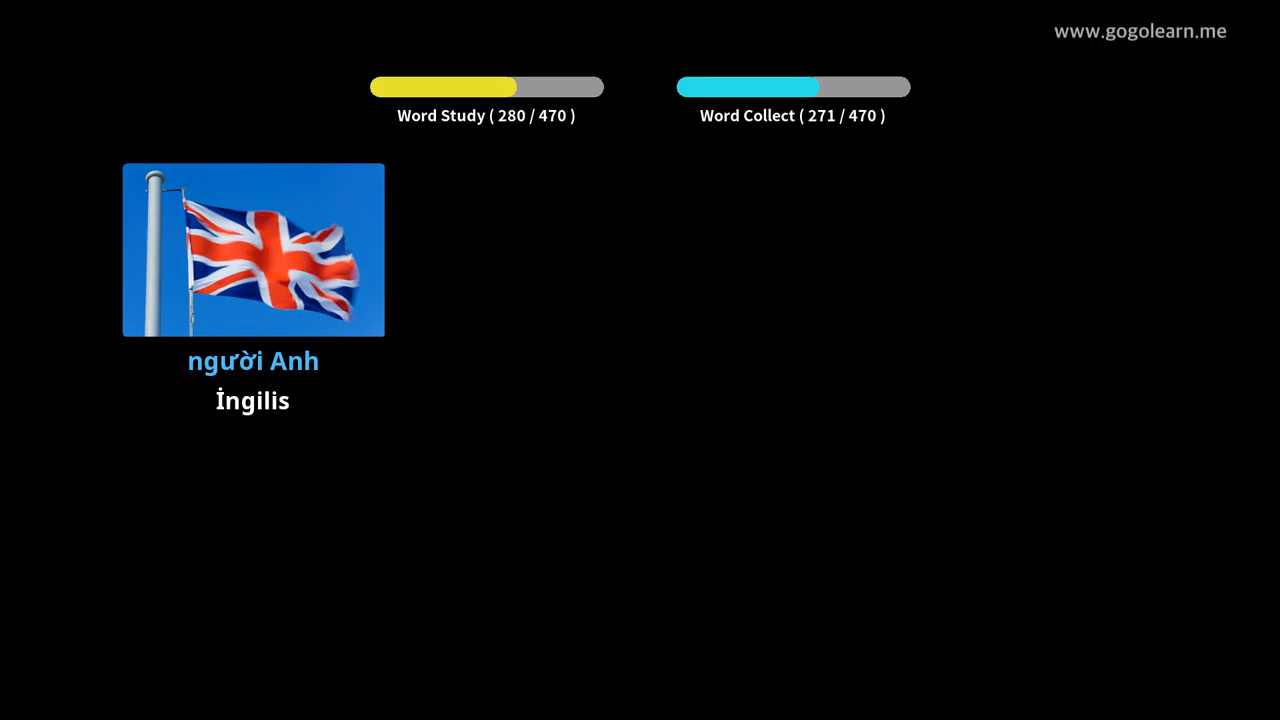 www.gogolearn.me
Word Study ( 280 / 470 )
Word Collect ( 271 / 470 )
người Anh
İngilis